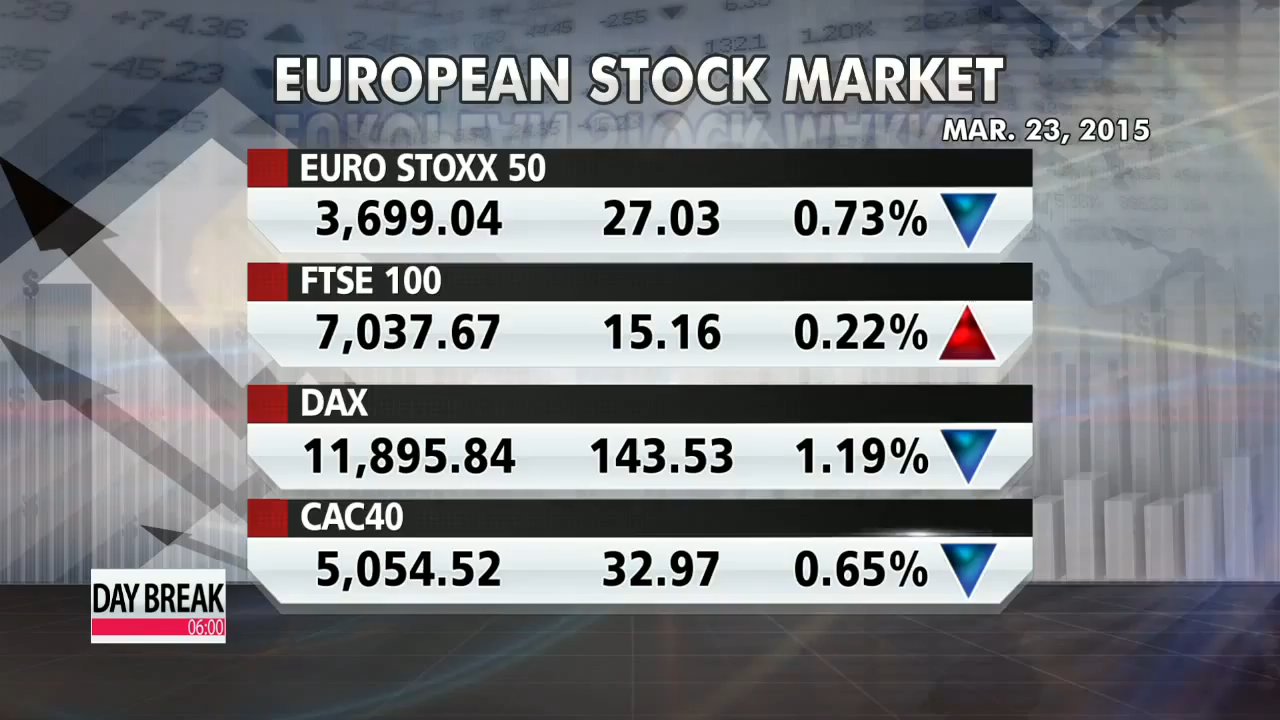 EUROPEAN STOCK MARKET
MAR. 23, 2015
EURO STOXX 50
3,699.04 27.03 0.73%
FTSE 100
7,037.67 15.16 0.22%
DAX
11,895.84 143.53 1.19%
CAC40
5,054.52 32.97 0.65%
DAY BREAK
06:00